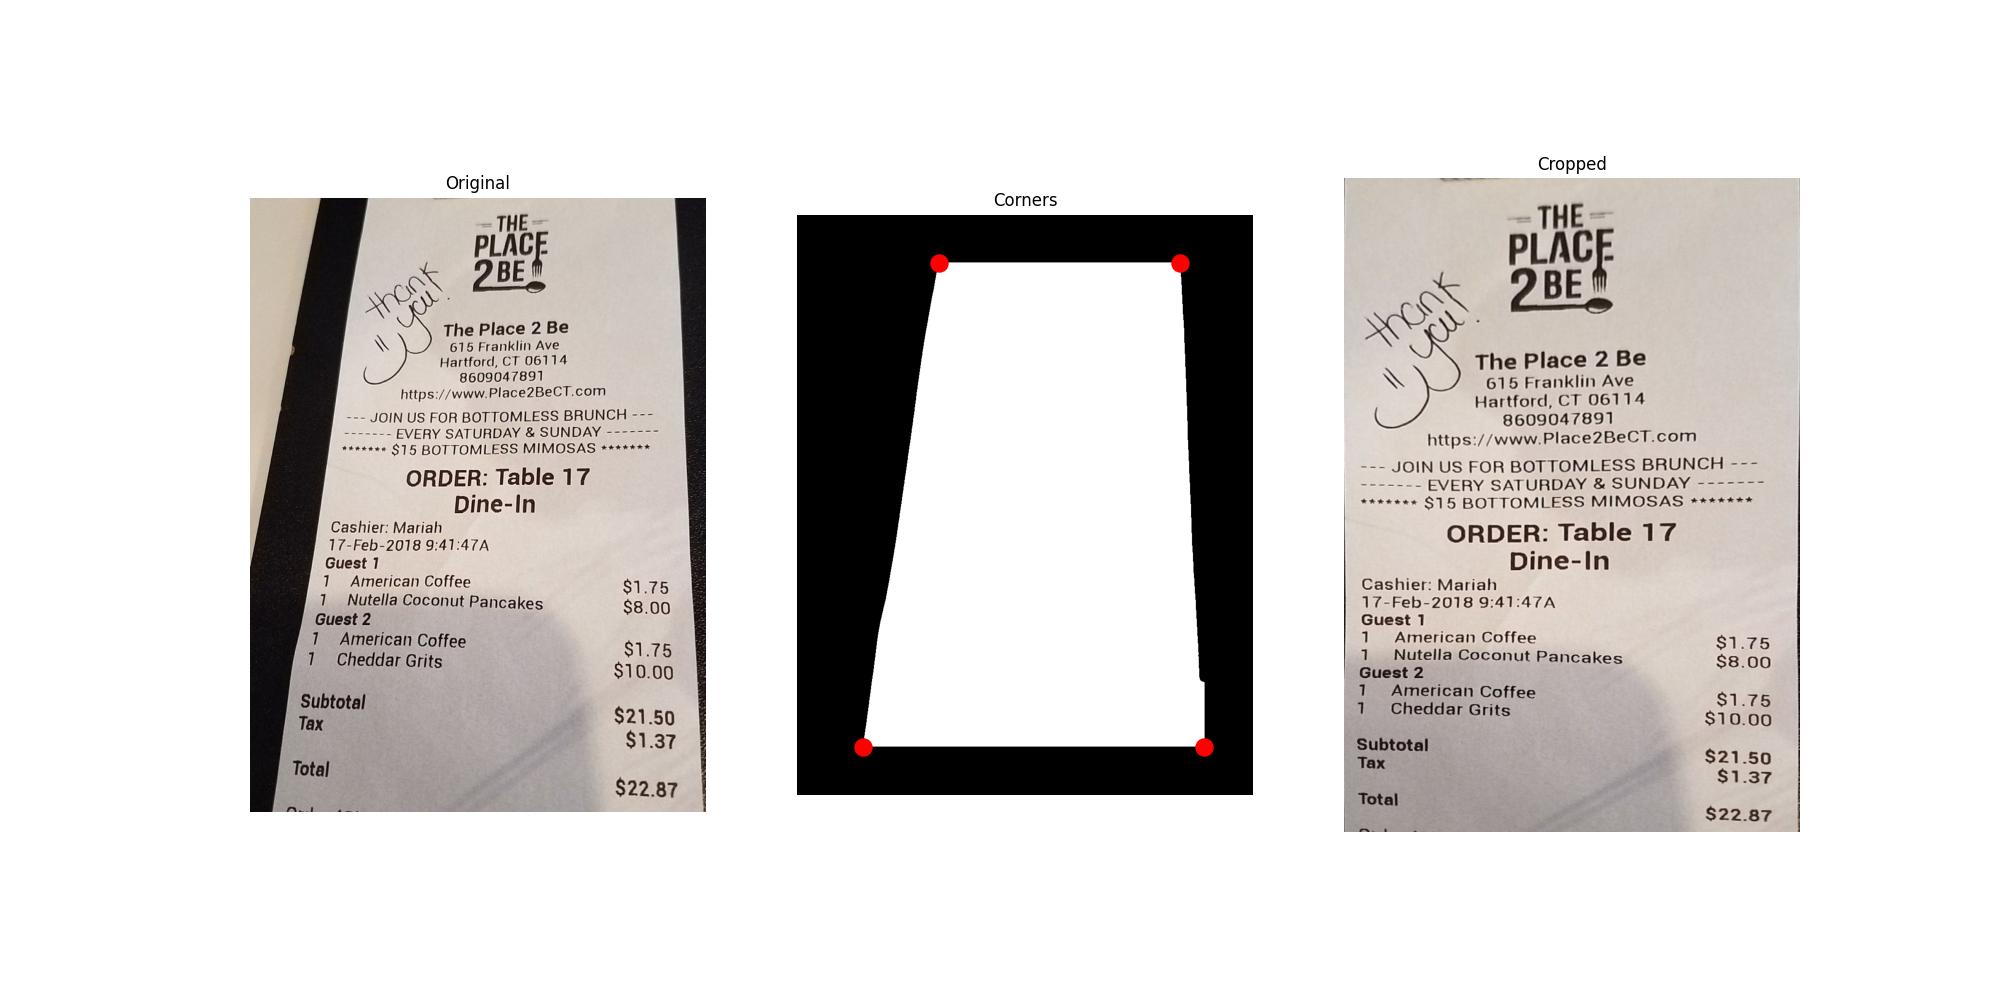 Original
THE
PLACE
2 BE
thank
you!
The Place 2 Be
615 Franklin Ave
Hartford, CT 06114
8609047891
https://www.Place2BeCT.com
--- JOIN US FOR BOTTOMLESS BRUNCH ---
------- EVERY SATURDAY & SUNDAY -------
******* $15 BOTTOMLESS MIMOSAS *******
ORDER: Table 17
Dine-In
Cashier: Mariah
17-Feb-2018 9:41:47A
Guest 1
1 American Coffee $1.75
1 Nutella Coconut Pancakes $8.00
Guest 2
1 American Coffee $1.75
1 Cheddar Grits $10.00
Subtotal $21.50
Tax $1.37
Total $22.87
Corners
Cropped
THE
PLACE
2 BE
thank
you!
The Place 2 Be
615 Franklin Ave
Hartford, CT 06114
8609047891
https://www.Place2BeCT.com
--- JOIN US FOR BOTTOMLESS BRUNCH ---
------- EVERY SATURDAY & SUNDAY -------
******* $15 BOTTOMLESS MIMOSAS *******
ORDER: Table 17
Dine-In
Cashier: Mariah
17-Feb-2018 9:41:47A
Guest 1
1 American Coffee $1.75
1 Nutella Coconut Pancakes $8.00
Guest 2
1 American Coffee $1.75
1 Cheddar Grits $10.00
Subtotal $21.50
Tax $1.37
Total $22.87